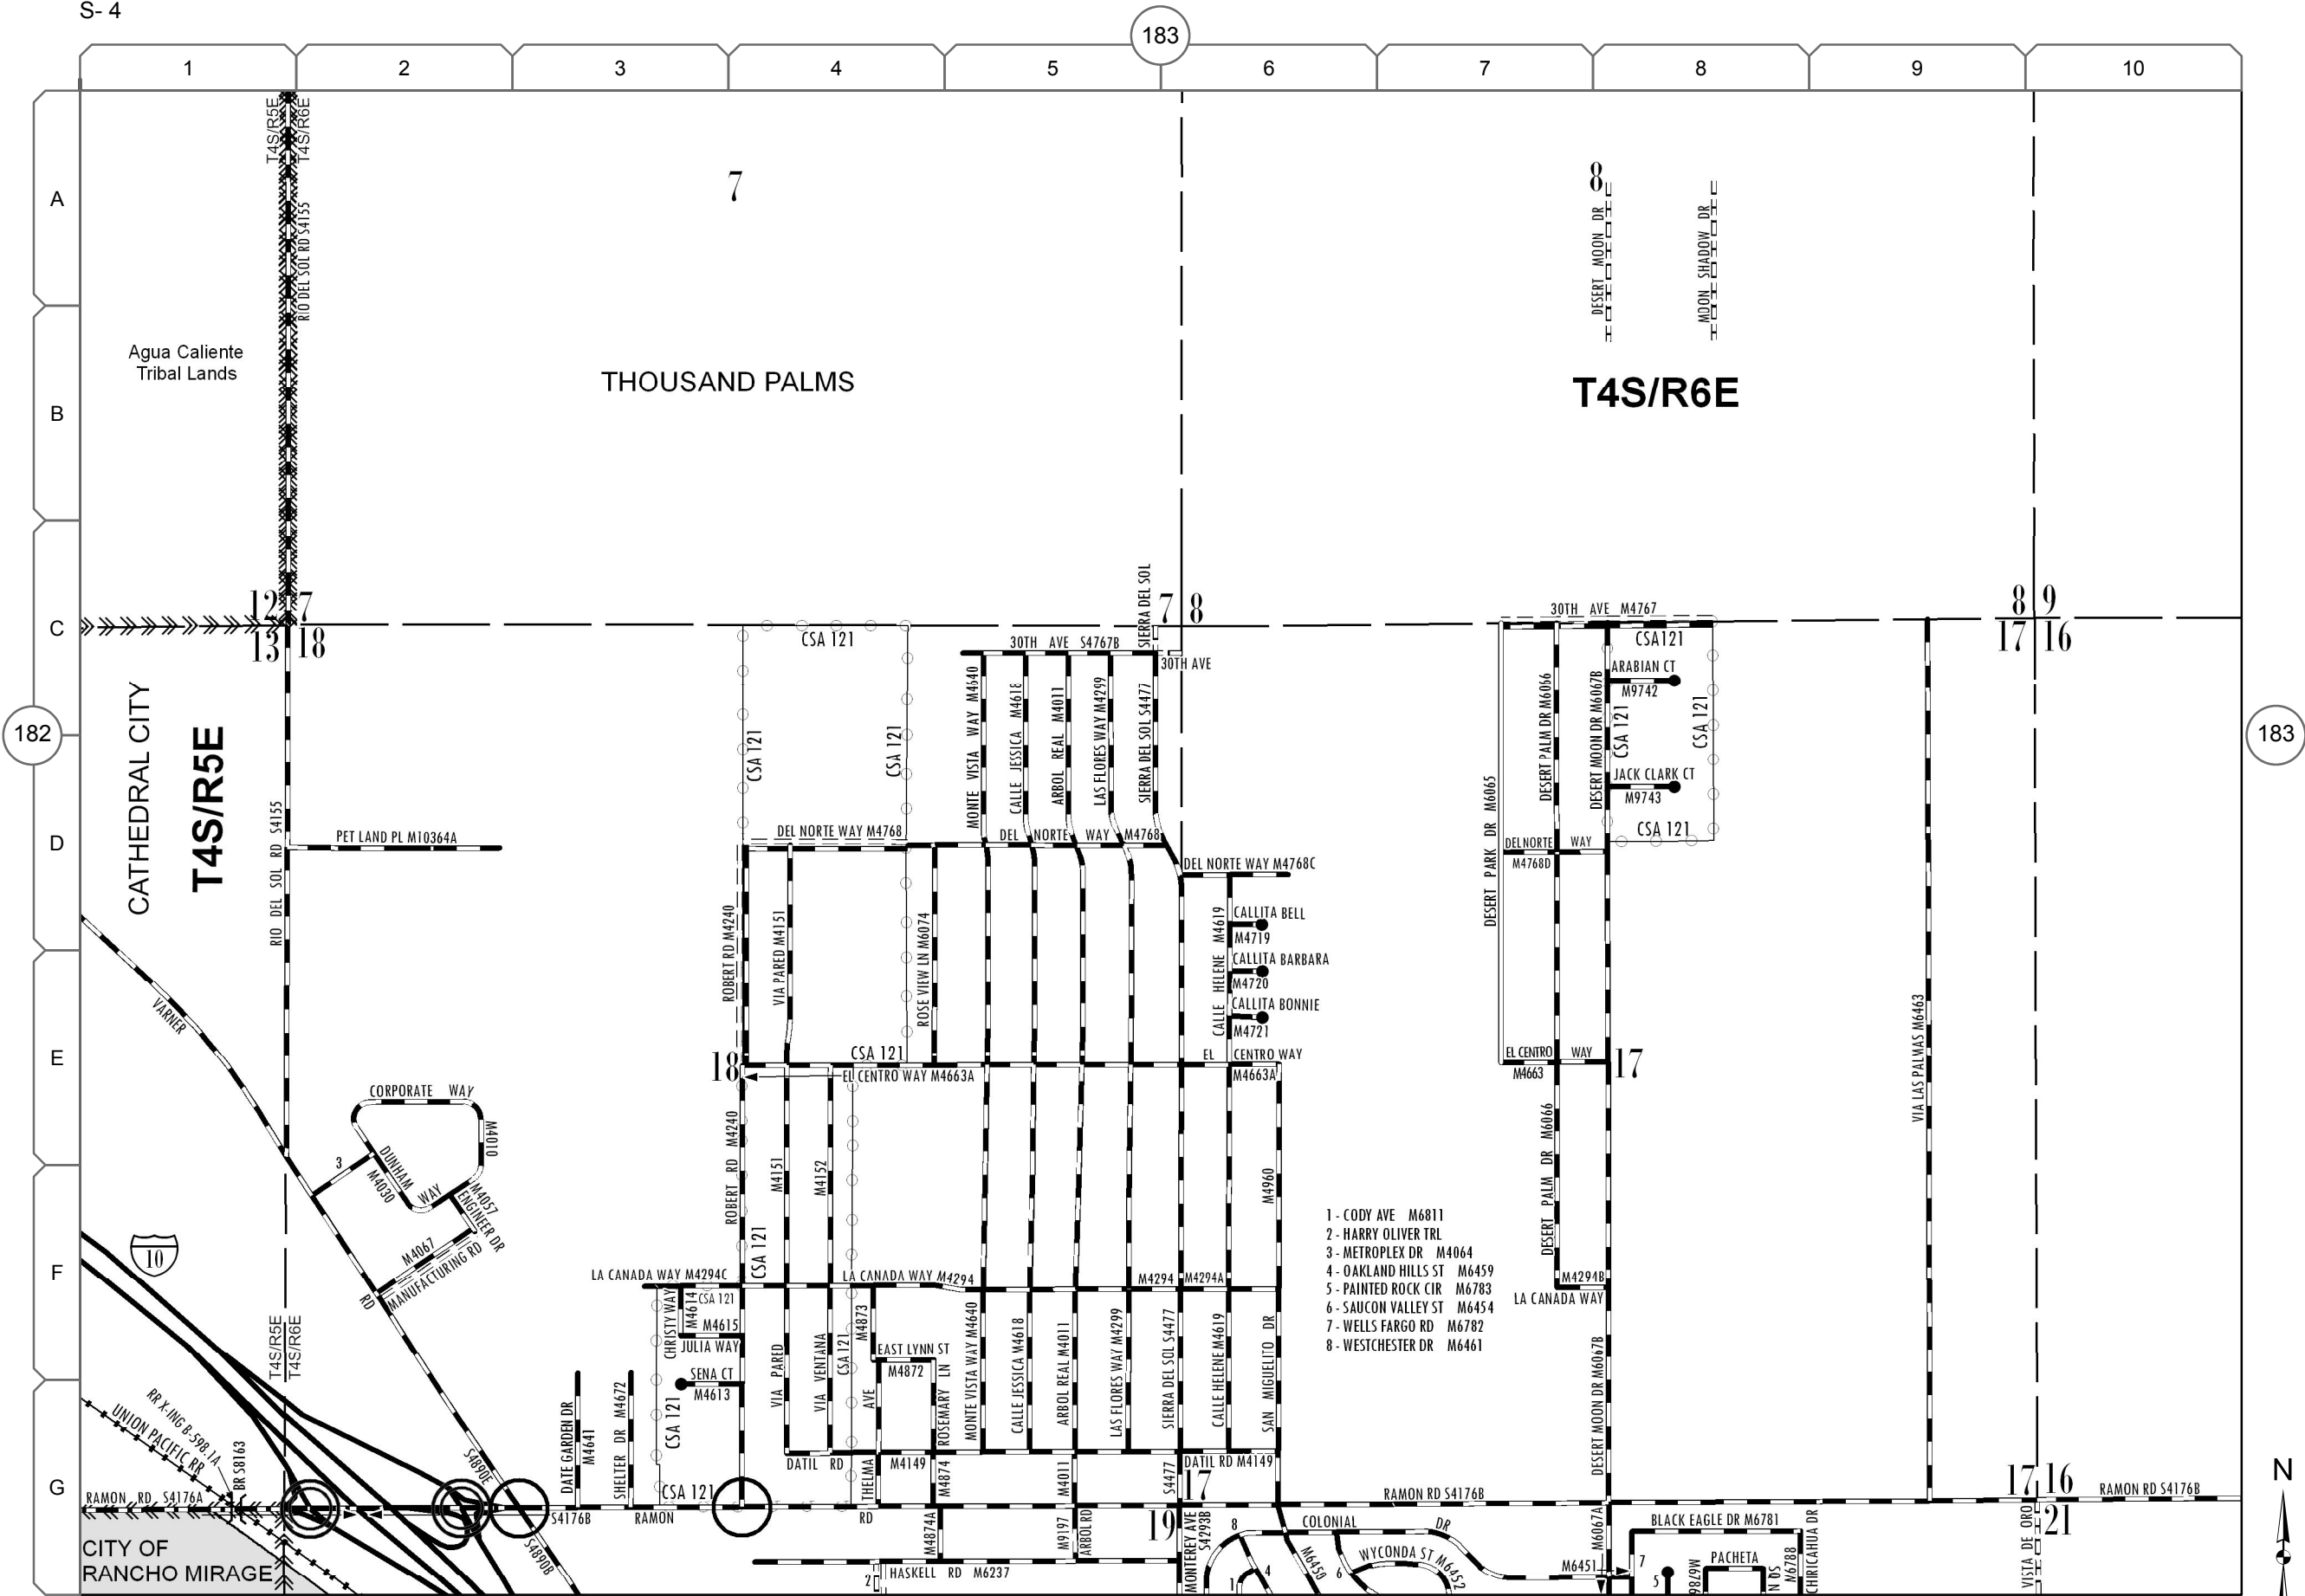 S- 4
183
1
2
3
4
5
6
7
8
9
10
A
B
C
D
E
F
G
182
183
T4S/R5E
T4S/R6E
RIO DEL SOL RD S4155
7
8
DESERT MOON DR
MOON SHADOW DR
Agua Caliente
Tribal Lands
THOUSAND PALMS
T4S/R6E
12
7
13
18
7
8
8
9
17
16
SIERRA DEL SOL
30TH AVE M4767
CSA 121
30TH AVE S4767B
30TH AVE
CSA121
ARABIAN CT
M9742
CATHEDRAL CITY
T4S/R5E
CSA 121
CSA 121
MONTE VISTA WAY M4640
CALLE JESSICA M4618
ARBOL REAL M4011
LAS FLORES WAY M4299
SIERRA DEL SOL S4477
DESERT PARK DR M6065
DESERT PALM DR M6066
DESERT MOON DR M6067B
CSA 121
CSA 121
JACK CLARK CT
M9743
CSA 121
RIO DEL SOL RD S4155
PET LAND PL M10364A
DEL NORTE WAY M4768
DEL NORTE WAY M4768
DEL NORTE WAY M4768C
DELNORTE WAY
M4768D
ROBERT RD M4240
VIA PARED M4151
ROSE VIEW LN M6074
CALLE HELENE M4619
CALLITA BELL
M4719
CALLITA BARBARA
M4720
CALLITA BONNIE
M4721
VARNER
VIA LAS PALMAS M6463
CSA 121
EL CENTRO WAY
M4663A
18
EL CENTRO WAY M4663A
EL CENTRO WAY
M4663
17
CORPORATE WAY
M4010
3
DUNHAM
WAY
M4030
M4057
ENGINEER DR
M4067
MANUFACTURING RD
RD
10
ROBERT RD M4240
M4151
M4152
CSA 121
M4960
DESERT PALM DR M6066
1 - CODY AVE M6811
2 - HARRY OLIVER TRL
3 - METROPLEX DR M4064
4 - OAKLAND HILLS ST M6459
5 - PAINTED ROCK CIR M6783
6 - SAUCON VALLEY ST M6454
7 - WELLS FARGO RD M6782
8 - WESTCHESTER DR M6461
LA CANADA WAY M4294C
LA CANADA WAY M4294
M4294
M4294A
M4294B
LA CANADA WAY
T4S/R5E
T4S/R6E
CHRISTY WAY
M4614
CSA 121
M4615
JULIA WAY
SENA CT
M4613
CSA 121
VIA PARED
VIA VENTANA
CSA 121
M4873
EAST LYNN ST
M4872
AVE
THELMA
ROSEMARY LN
M4874
MONTE VISTA WAY M4640
CALLE JESSICA M4618
ARBOL REAL M4011
LAS FLORES WAY M4299
SIERRA DEL SOL S4477
CALLE HELENE M4619
SAN MIGUELITO DR
DESERT MOON DR M6067B
RR X-ING B-598.1A
UNION PACIFIC RR
BR S8163
S4890E
DATE GARDEN DR
M4641
SHELTER DR M4672
DATIL RD
M4149
DATIL RD M4149
M4011
S4477
17
17
16
RAMON RD S4176A
S4176B
RAMON
CSA 121
RD
RAMON RD S4176B
RAMON RD S4176B
S4890B
CITY OF
RANCHO MIRAGE
M4874A
M9197
ARBOL RD
19
MONTEREY AVE
S4293B
2
HASKELL RD M6237
8
COLONIAL
DR
4
1
M6450
6
WYCONDA ST M6452
M6067A
M6451
7
BLACK EAGLE DR M6781
5
M9786
PACHETA
N OS
M6788
CHIRICAHUA DR
VISTA DE ORO
21
N